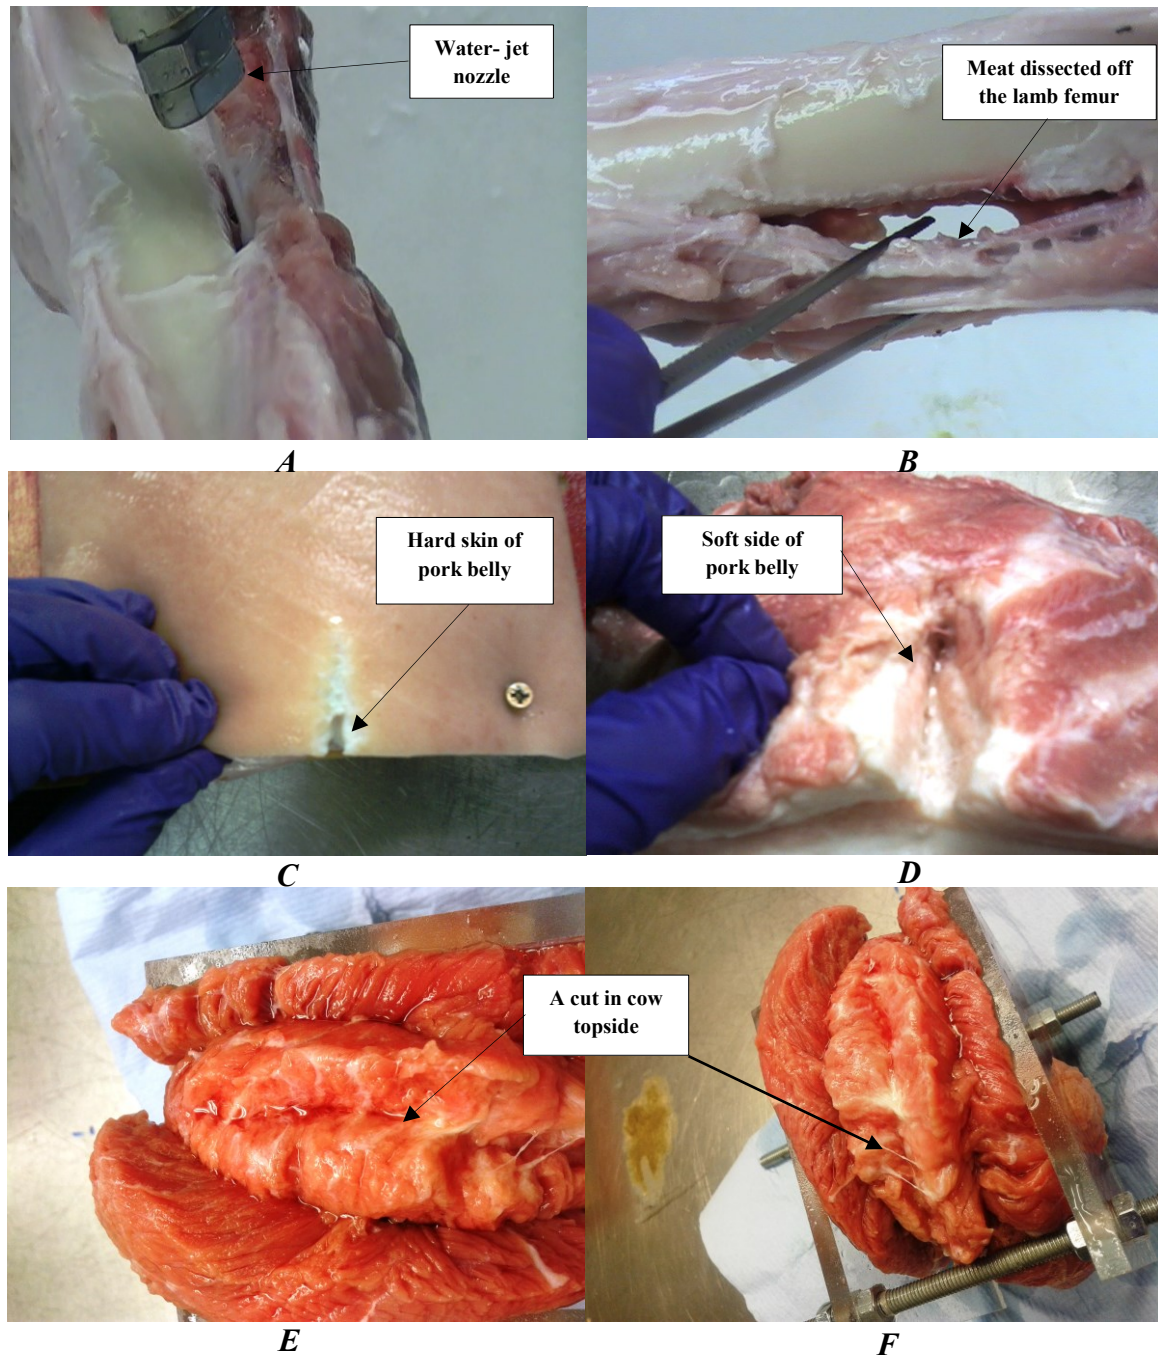 Water- jet
nozzle
Meat dissected off
the lamb femur
A
B
Hard skin of
pork belly
Soft side of
pork belly
C
D
A cut in cow
topside
E
F